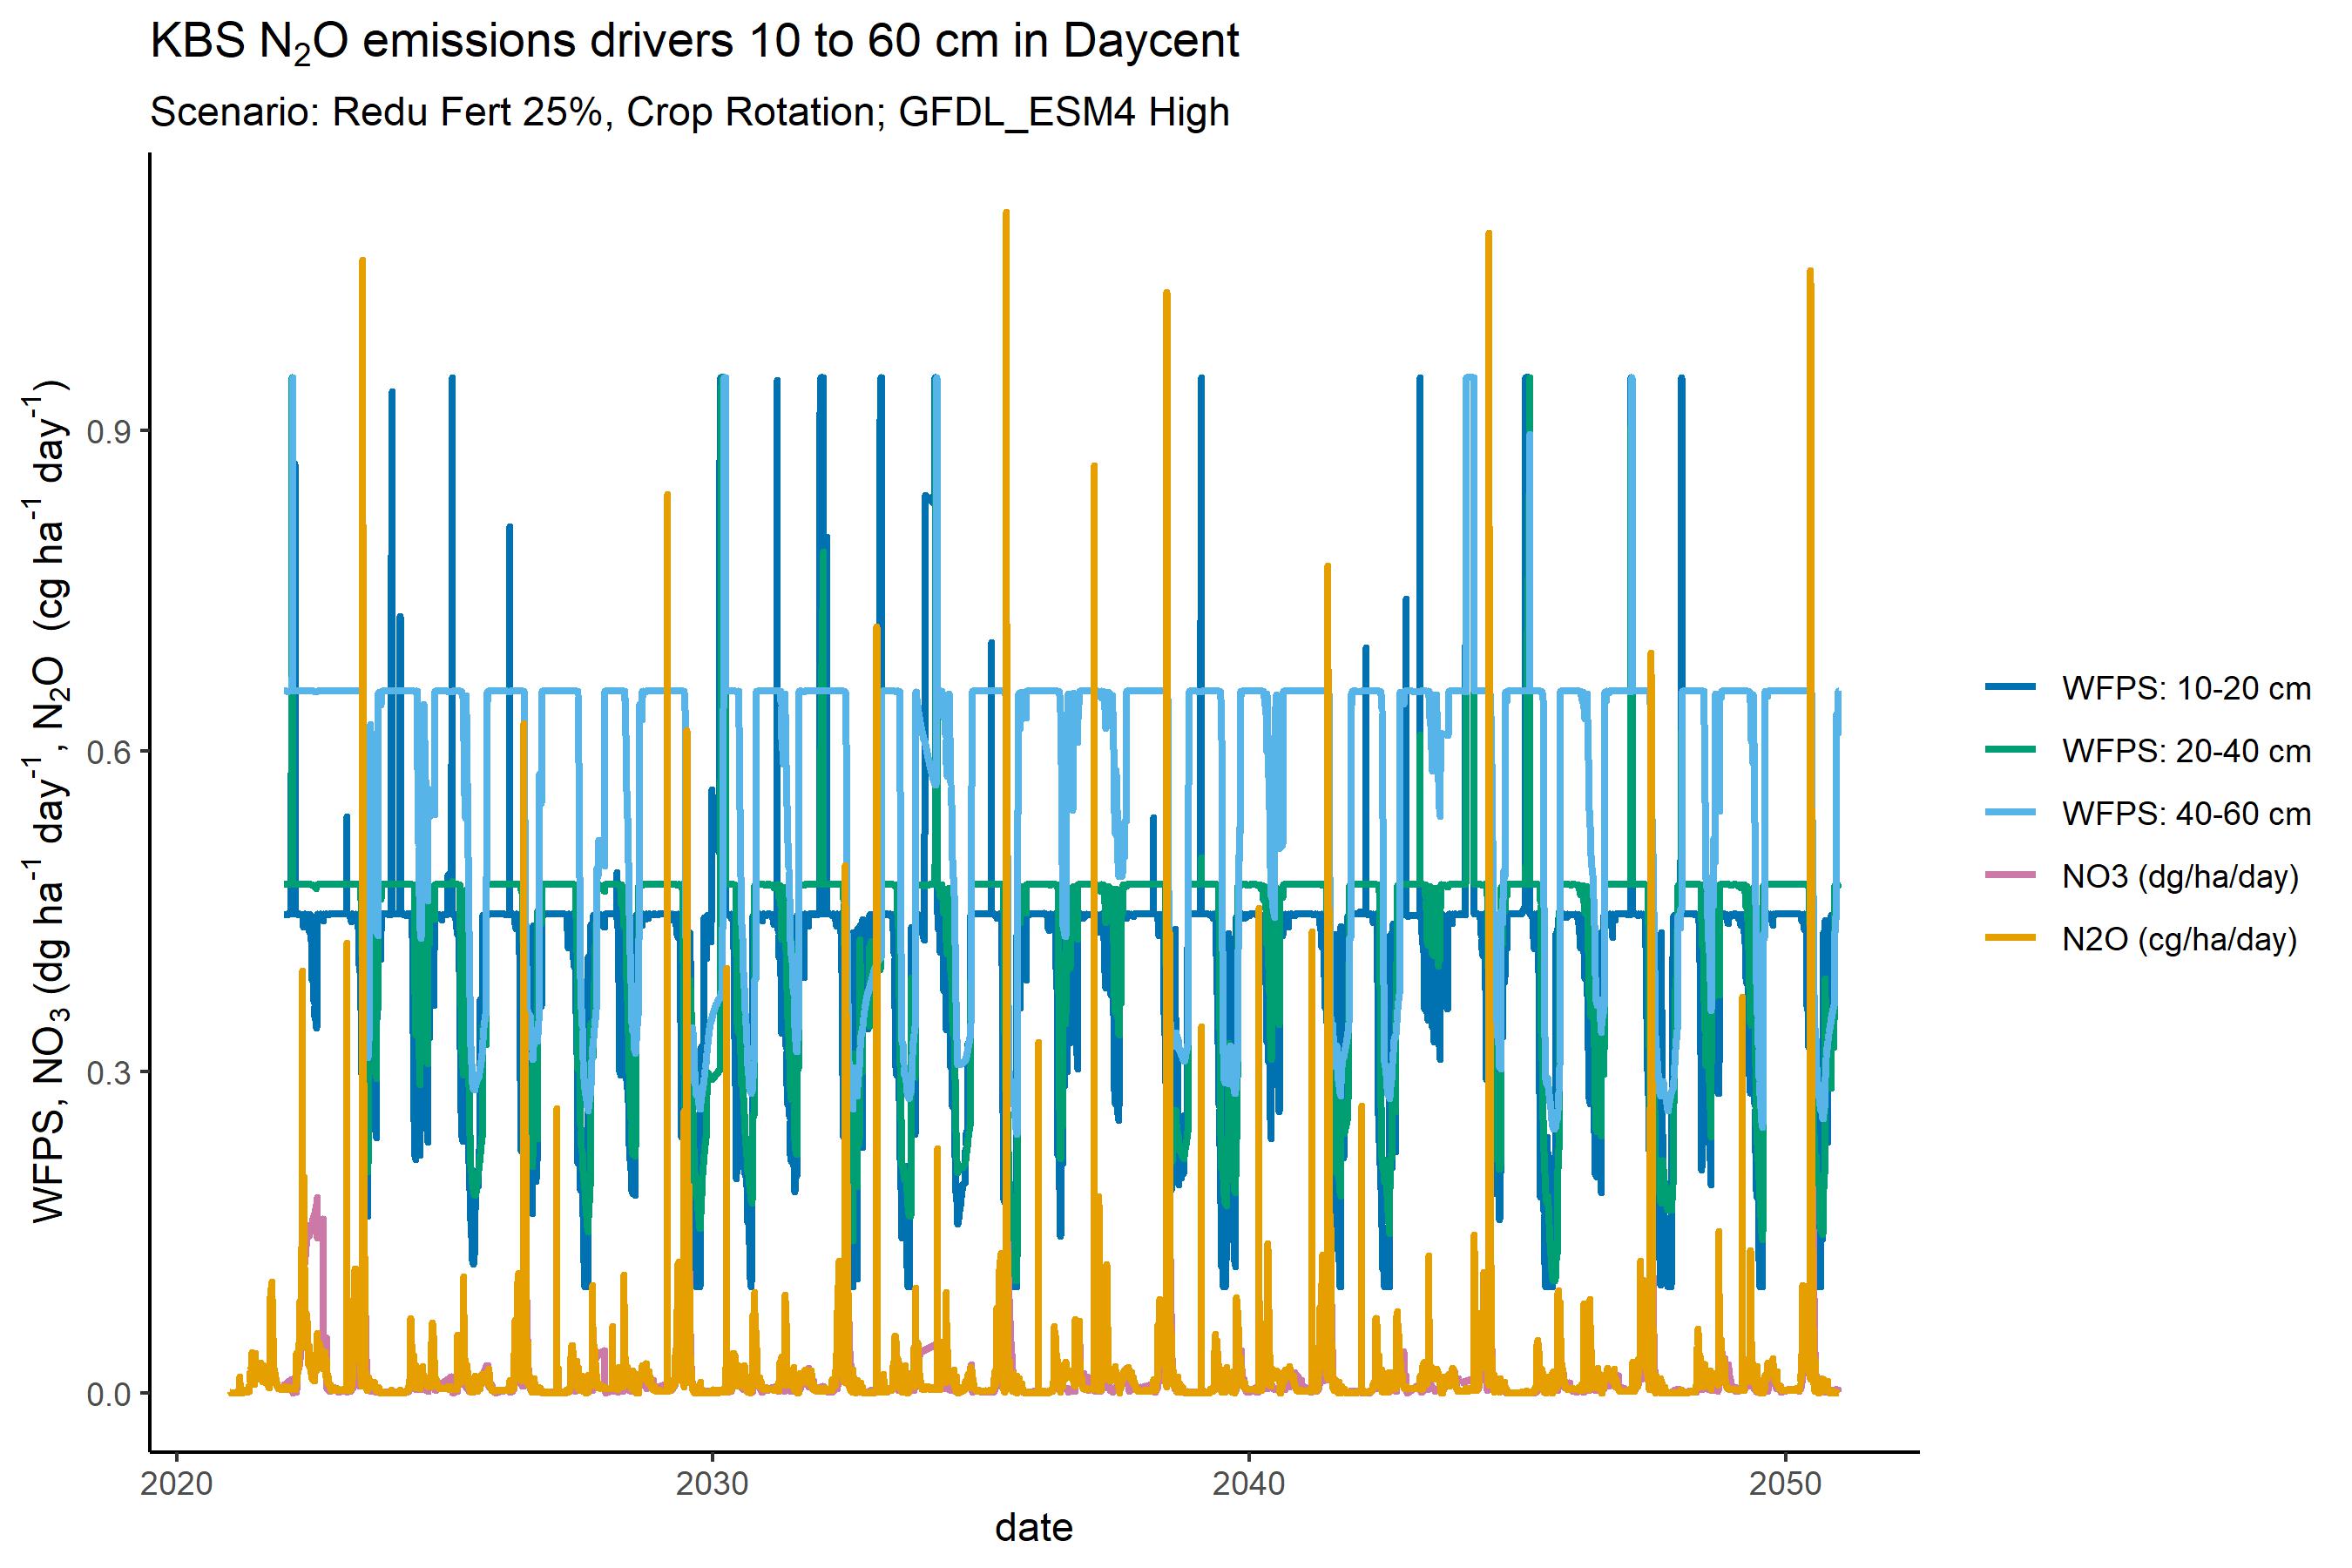 KBS N₂O emissions drivers 10 to 60 cm in Daycent
Scenario: Redu Fert 25%, Crop Rotation; GFDL_ESM4 High
WFPS, NO₃ (dg ha⁻¹ day⁻¹, N₂O (cg ha⁻¹ day⁻¹)
0.9
0.6
0.3
0.0
2020
2030
2040
2050
date
WFPS: 10-20 cm
WFPS: 20-40 cm
WFPS: 40-60 cm
NO3 (dg/ha/day)
N2O (cg/ha/day)